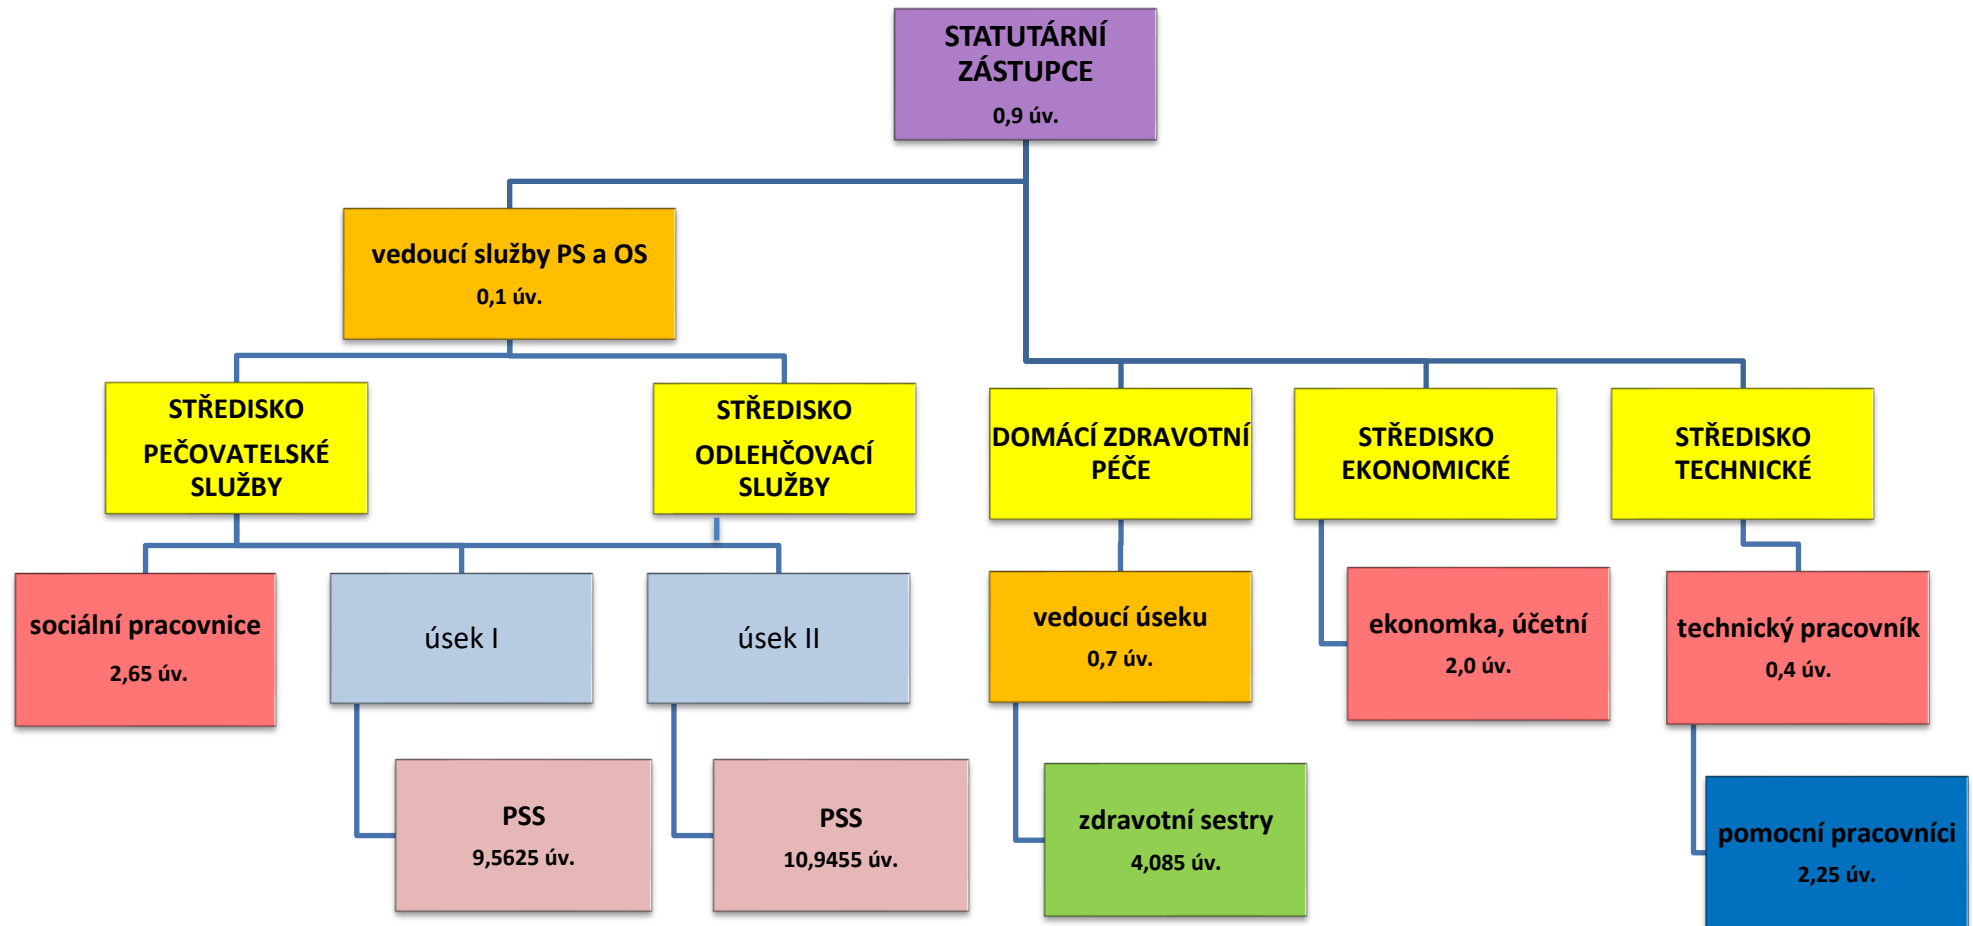 STATUTÁRNÍ
ZÁSTUPCE
0,9 úv.
vedoucí služby PS a OS
0,1 úv.
STŘEDISKO
PEČOVATELSKÉ
SLUŽBY
STŘEDISKO
ODLEHČOVACÍ
SLUŽBY
DOMÁCÍ ZDRAVOTNÍ
PÉČE
STŘEDISKO
EKONOMICKÉ
STŘEDISKO
TECHNICKÉ
sociální pracovnice
2,65 úv.
úsek I
úsek II
vedoucí úseku
0,7 úv.
ekonomka, účetní
2,0 úv.
technický pracovník
0,4 úv.
PSS
9,5625 úv.
PSS
10,9455 úv.
zdravotní sestry
4,085 úv.
pomocní pracovníci
2,25 úv.